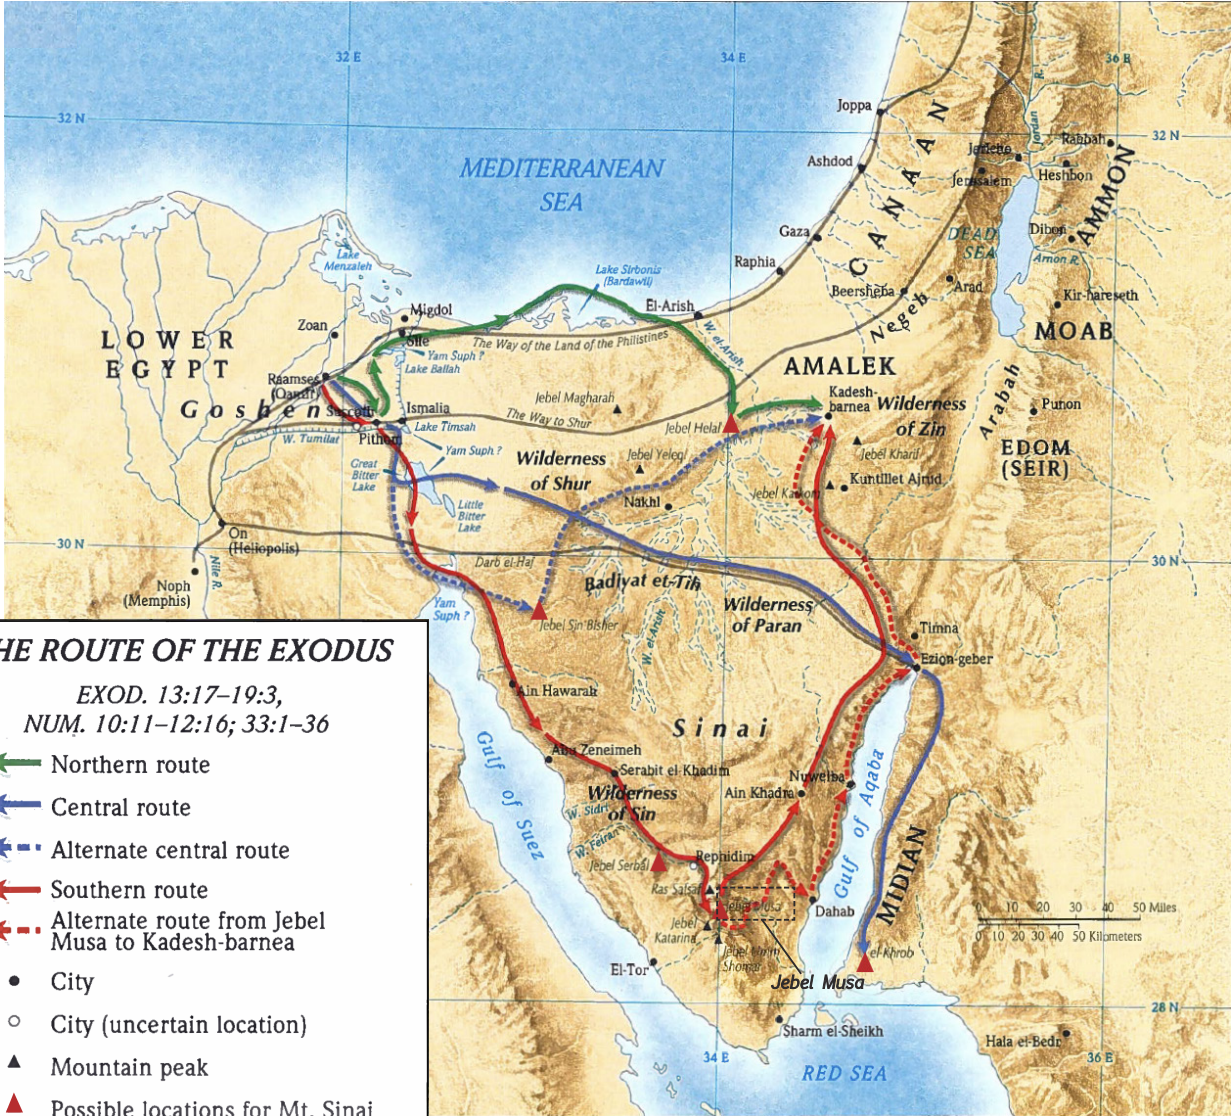 32 E
34 E
36 E
32 N
32 N
MEDITERRANEAN
SEA
Joppa
Ashdod
Gaza
Raphia
CANAAN
Jordan R.
Jericho
Jerusalem
Rabbah
Heshbon
AMMON
Dibon
DEAD
SEA
Arnon R.
Beersheba
Arad
Negeb
Kir-hareseth
MOAB
Lake
Menzaleh
Lake Sirbonis
(Bardawil)
El-Arish
W. el-Arish
LOWER
EGYPT
Zoan
Migdol
Sile
The Way of the Land of the Philistines
Yam Suph ?
Lake Ballah
Raamses
(Qantir)
Goshen
Succoth
Ismalia
Lake Timsah
Pithom
W. Tumilat
Yam Suph ?
Great
Bitter
Lake
Little
Bitter
Lake
Jebel Magharah
The Way to Shur
Jebel Helal
AMALEK
Kadesh-
barnea
Wilderness
of Zin
Arabah
Punon
EDOM
(SEIR)
Jebel Kharif
Kuntillet Ajrud
Wilderness
of Shur
Jebel Yeleq
Nakhl
30 N
30 N
On
(Heliopolis)
Noph
(Memphis)
Nile R.
Darb el-Haj
Badiyat et-Tih
Yam
Suph ?
Jebel Sin Bisher
W. el-Arish
Wilderness
of Paran
Timna
Ezion-geber
Ain Hawarah
Sinai
Abu Zeneimeh
Serabit el-Khadim
Wilderness
of Sin
W. Sidri
W. Feiran
Jebel Serbal
Rephidim
Ras Safsaf
Jebel Musa
Jebel
Katarina
Jebel Umm
Shomar
Nuweiba
Ain Khadra
Dahab
Gulf of Suez
Gulf of Aqaba
MIDIAN
el-Khrob
Jebel Musa
El-Tor
Sharm el-Sheikh
Hala el-Bedr
28 N
34 E
36 E
RED SEA
0 10 20 30 40 50 Miles
0 10 20 30 40 50 Kilometers
HE ROUTE OF THE EXODUS
EXOD. 13:17–19:3,
NUM. 10:11–12:16; 33:1–36
Northern route
Central route
Alternate central route
Southern route
Alternate route from Jebel
Musa to Kadesh-barnea
City
City (uncertain location)
Mountain peak
Possible locations for Mt. Sinai